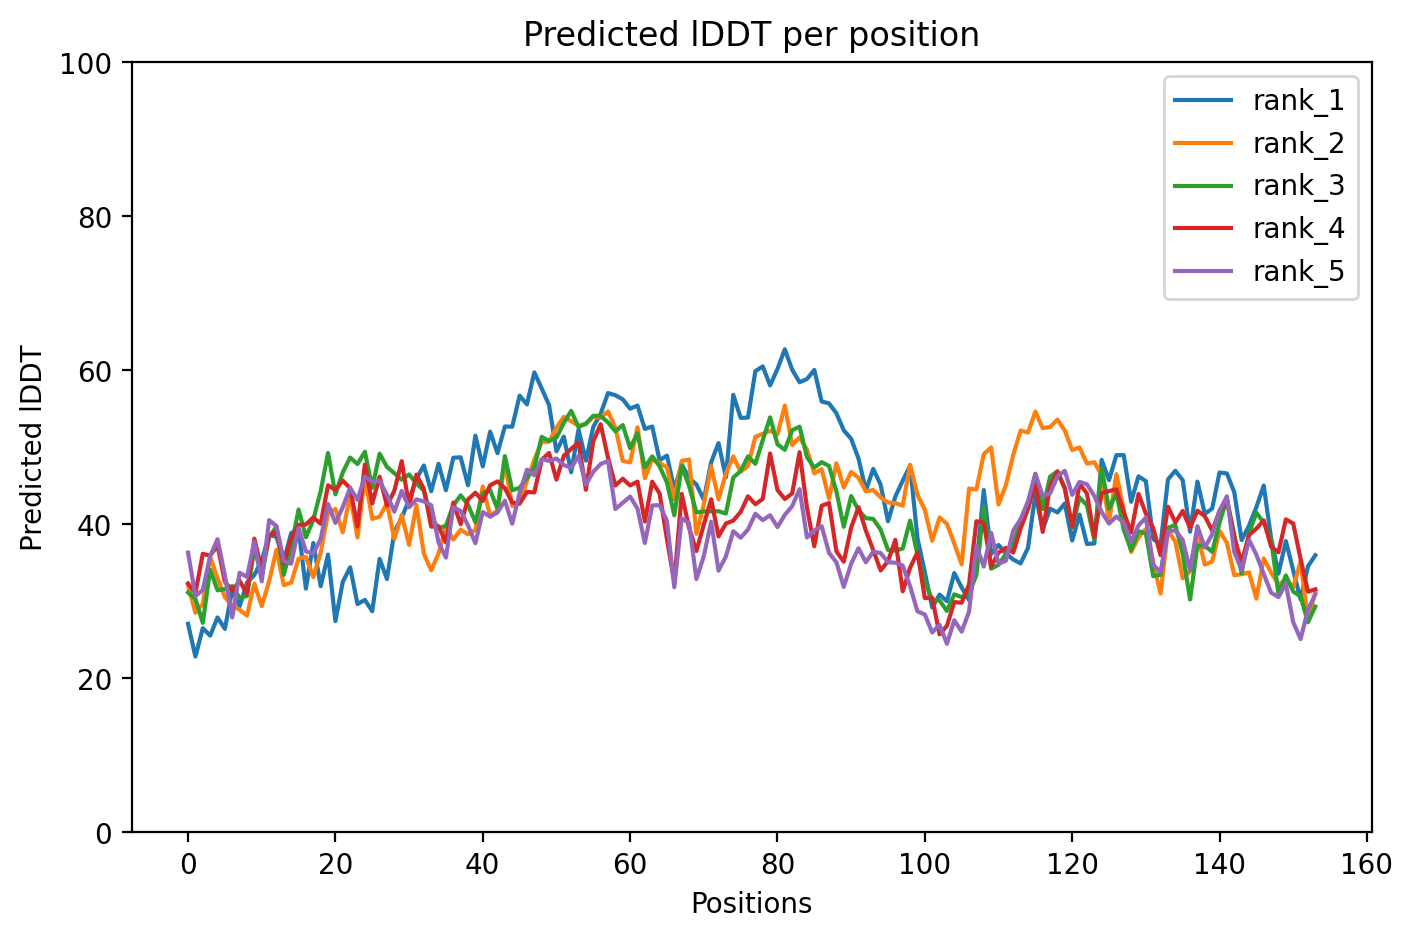 Predicted lDDT per position
100
80
60
40
20
0
Predicted lDDT
0 20 40 60 80 100 120 140 160
Positions
rank_1
rank_2
rank_3
rank_4
rank_5